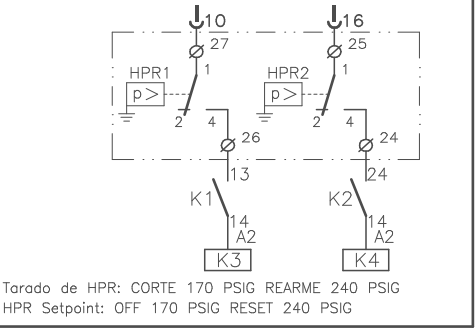 10 16
27 25
HPR1 1 HPR2 1
p> p>
2 4 2 4
26 24
13 24
K1 K2
14 14
A2 A2
K3 K4
Tarado de HPR: CORTE 170 PSIG REARME 240 PSIG
HPR Setpoint: OFF 170 PSIG RESET 240 PSIG